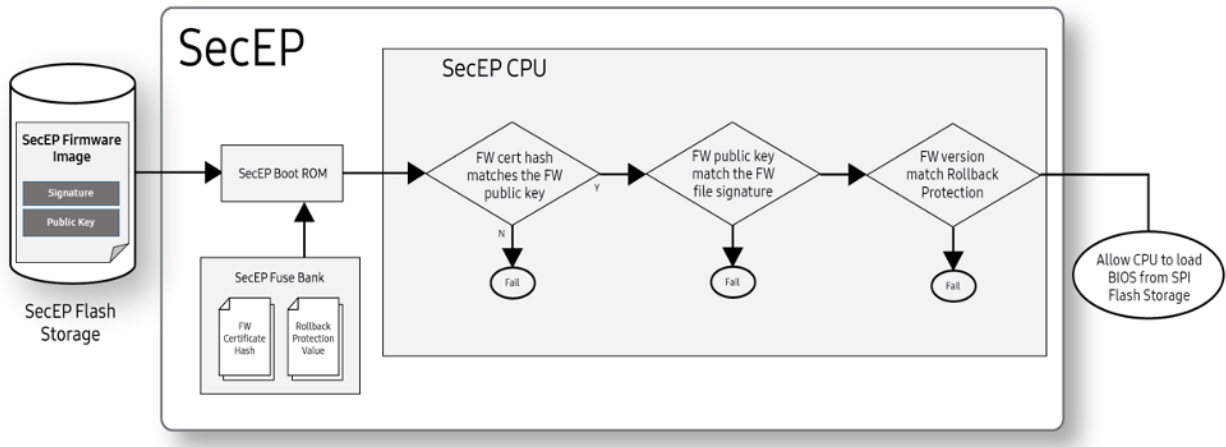 SecEP
SecEP CPU
SecEP Firmware
Image
Signature
Public Key
SecEP Flash
Storage
SecEP Boot ROM
SecEP Fuse Bank
FW
Certificate
Hash
Rollback
Protection
Value
FW cert hash
matches the FW
public key
Y
N
Fail
FW public key
match the FW
file signature
Fail
FW version
match Rollback
Protection
Fail
Allow CPU to load
BIOS from SPI
Flash Storage